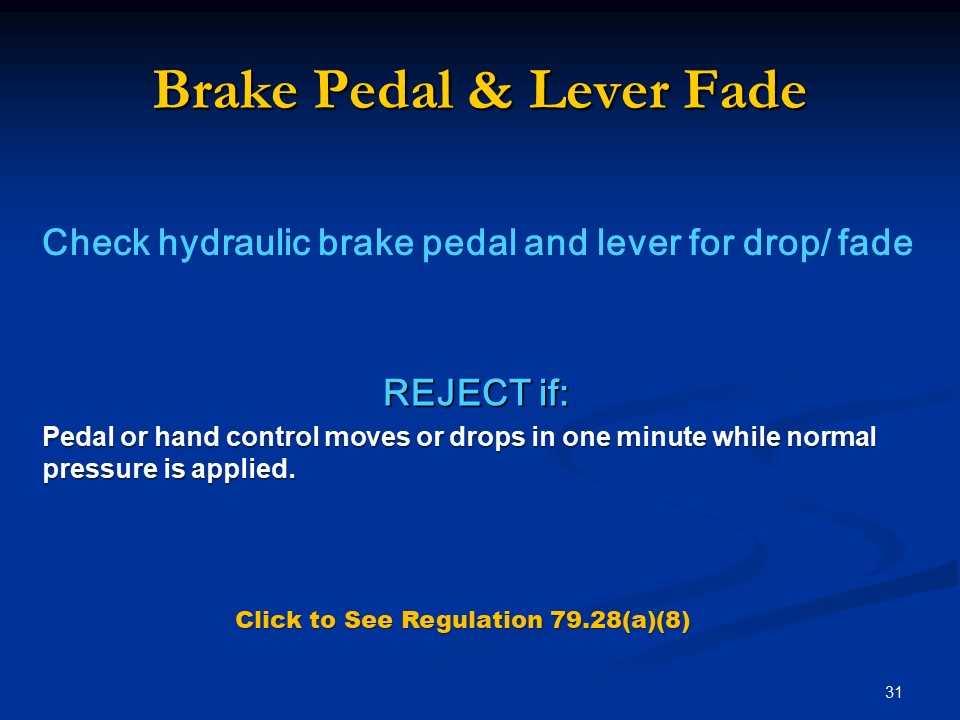 Brake Pedal & Lever Fade
Check hydraulic brake pedal and lever for drop/ fade
REJECT if:
Pedal or hand control moves or drops in one minute while normal
pressure is applied.
Click to See Regulation 79.28(a)(8)
31